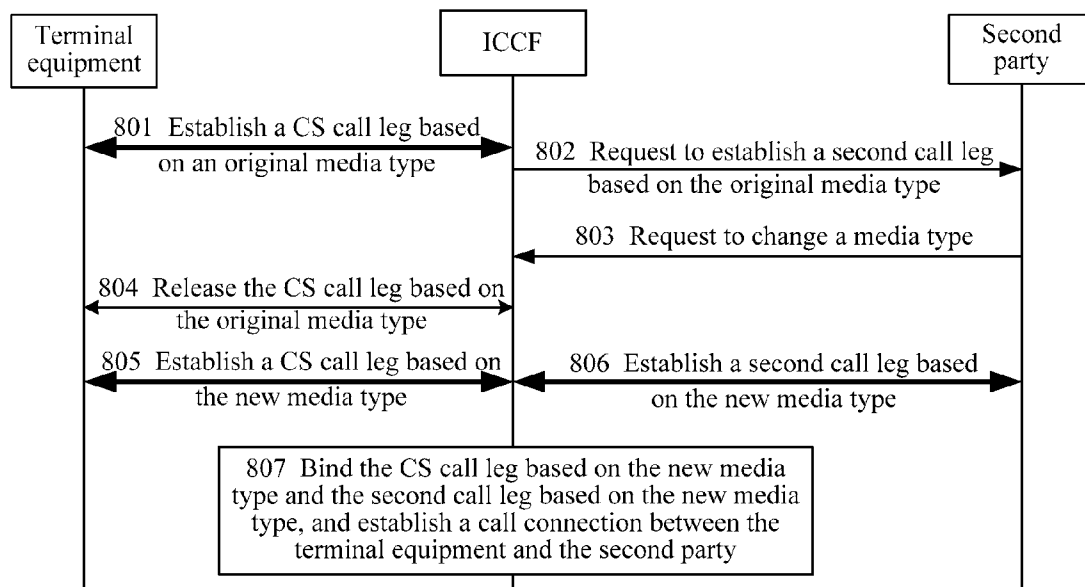 Terminal
equipment
ICCF
Second
party
801 Establish a CS call leg based
on an original media type
802 Request to establish a second call leg
based on the original media type
803 Request to change a media type
804 Release the CS call leg based on
the original media type
805 Establish a CS call leg based on
the new media type
806 Establish a second call leg based
on the new media type
807 Bind the CS call leg based on the new media
type and the second call leg based on the new media
type, and establish a call connection between the
terminal equipment and the second party